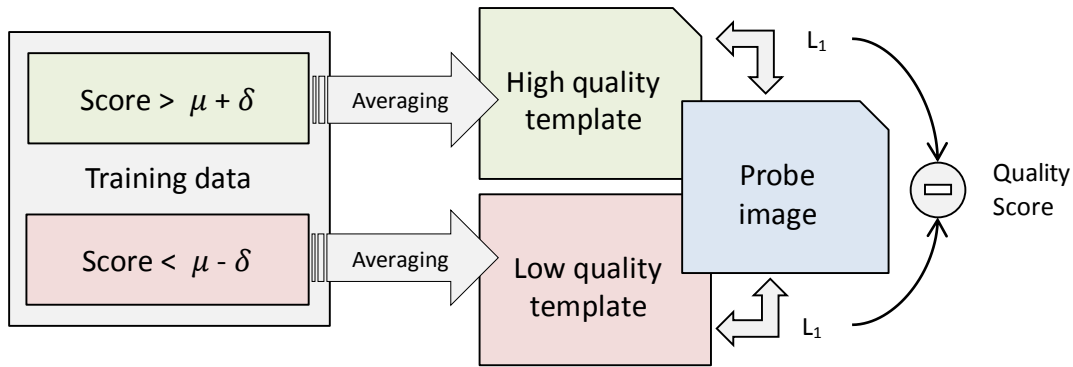 Score > μ + δ
Training data
Score < μ - δ
Averaging
Averaging
High quality
template
Low quality
template
Probe
image
L₁
L₁
Quality
Score